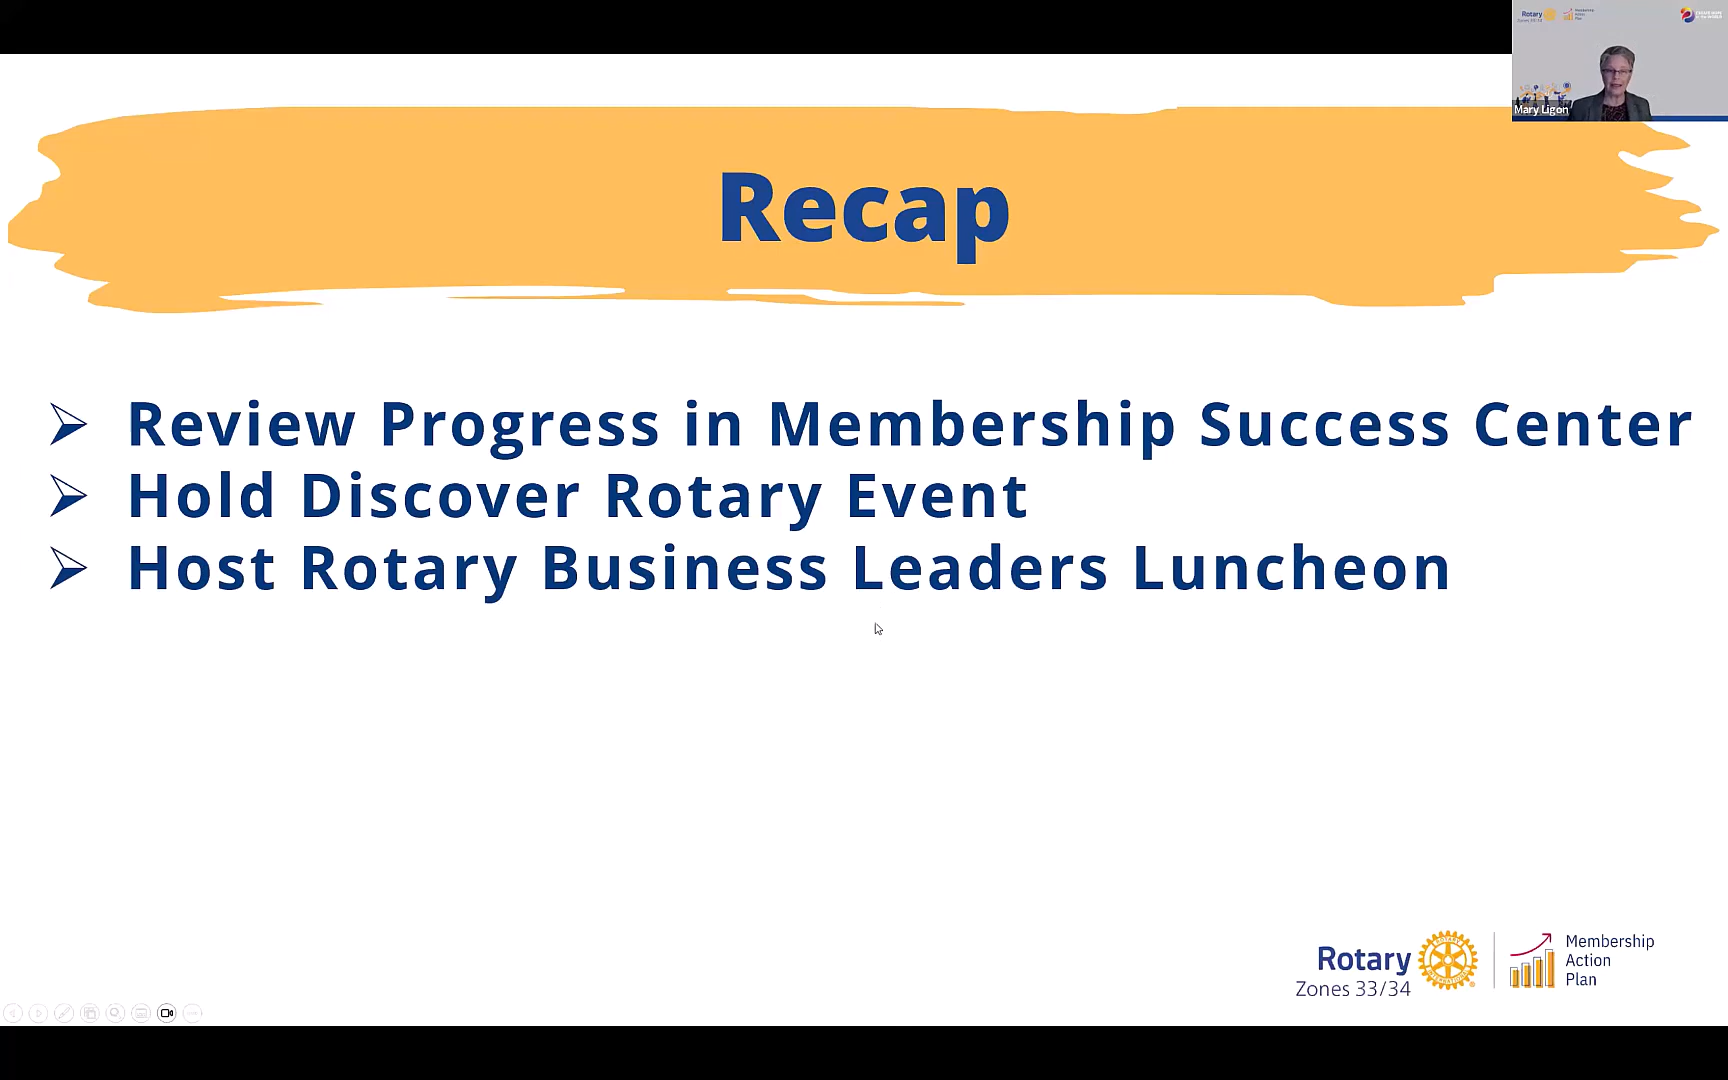 Rotary
Mary Ligon
Recap
Review Progress in Membership Success Center
Hold Discover Rotary Event
Host Rotary Business Leaders Luncheon
Rotary
Zones 33/34
Membership
Action
Plan